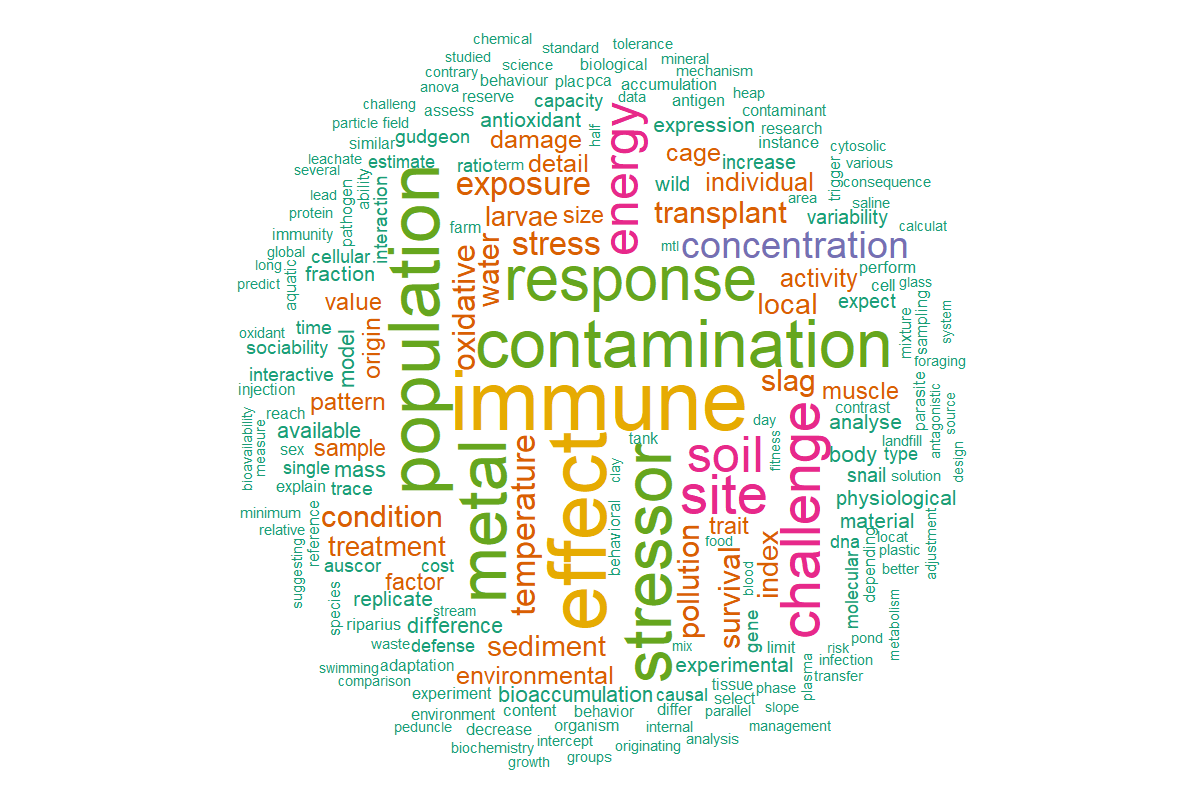 chemical
studied
standard
tolerance
contrary
science
biological
mineral
anova
behaviour
plac
pca
accumulation
mechanism
challeng
reserve
capacity
data
antigen
heap
particle
field
assess
antioxidant
half
energy
expression
contaminant
similar
gudgeon
damage
research
leachate
estimate
ratio
term
detail
cage
increase
instance
cytosolic
several
pathogen
ability
interaction
population
exposure
wild
individual
trigger
various
consequence
lead
protein
larvae
size
transplant
area
variability
saline
immunity
farm
stress
mtl
concentration
calculat
global
long
predict
aquatic
cellular
fraction
oxidative
water
response
activity
perform
cell
glass
value
local
expect
mixture
sampling
system
oxidant
time
sociability
model
origin
contamination
foraging
interactive
injection
slag
muscle
parasite
antagonistic
source
pattern
immune
challenge
contrast
reach
available
bioavailability
measure
sex
sample
metal
temperature
effect
tank
stressor
day
fitness
analyse
landfill
design
single
mass
explain
trace
clay
soil
body
type
snail
solution
minimum
relative
reference
condition
site
physiological
suggesting
treatment
behavioral
pollution
trait
food
survival
index
material
dna
locat
plastic
adjustment
auscor
cost
factor
blood
molecular
depending
better
species
replicate
stream
gene
metabolism
riparius
difference
waste
defense
sediment
mix
limit
risk
pond
swimming
adaptation
comparison
environmental
experimental
infection
transfer
plasma
experiment
bioaccumulation
causal
tissue
phase
select
environment
content
behavior
differ
parallel
slope
peduncle
decrease
organism
internal
management
biochemistry
intercept
originating
analysis
growth
groups